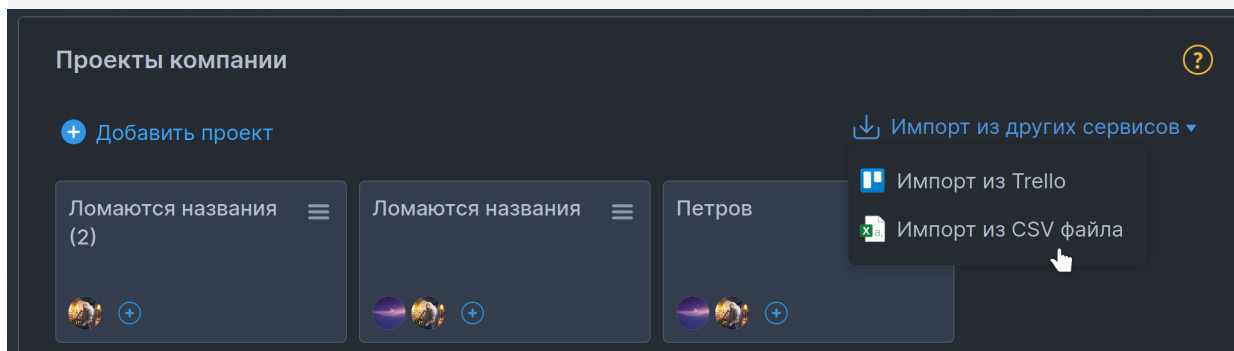 Проекты компании
?
Добавить проект
Импорт из других сервисов
Импорт из Trello
Импорт из CSV файла
Ломаются названия
(2)
Ломаются названия
Петров